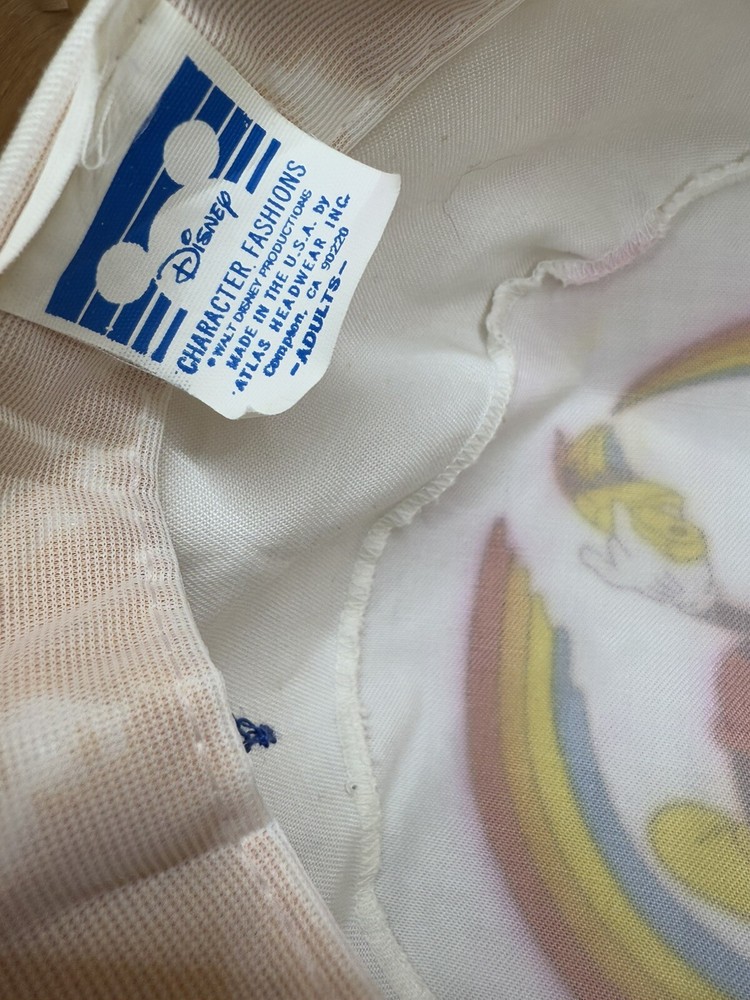 Disney
CHARACTER FASHIONS
• WALT DISNEY PRODUCTIONS
MADE IN THE U.S.A. by
ATLAS HEADWEAR INC.
Compton, CA 90220
-ADULTS-